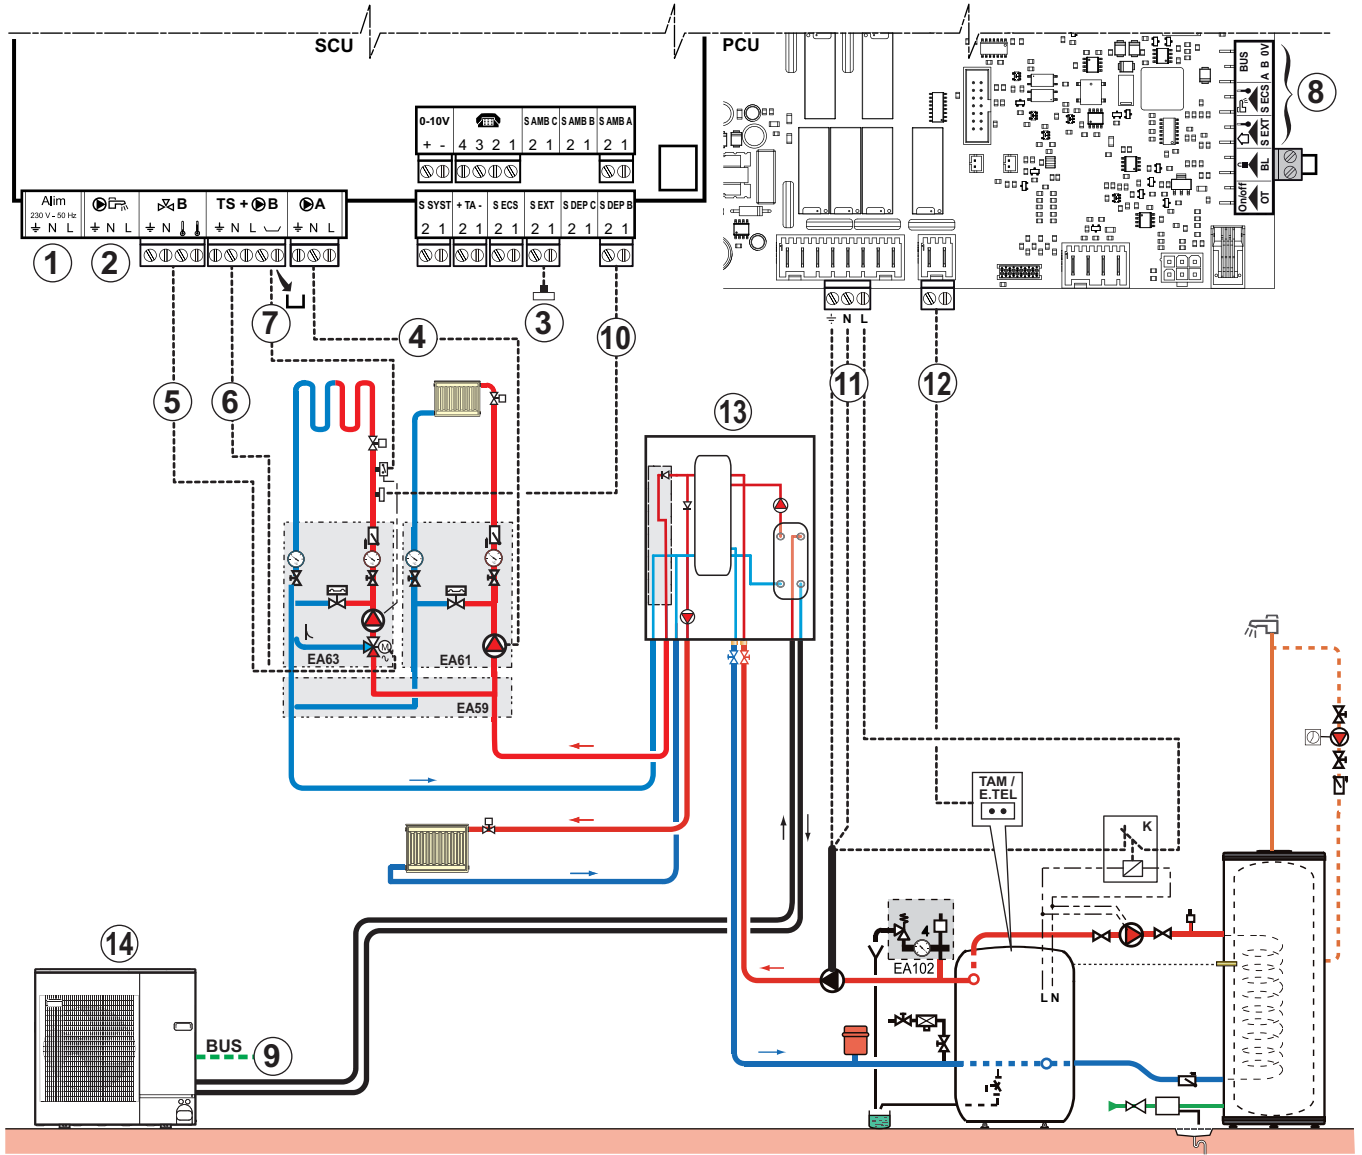 SCU
PCU
0-10V
S AMB C
S AMB B
S AMB A
+ -
4 3 2 1
2 1
2 1
2 1
Alim
230 V - 50 Hz
N L
N L
B
N
TS + B
N L
A
N L
S SYST
+ TA -
S ECS
S EXT
S DEP C
S DEP B
2 1
2 1
2 1
2 1
2 1
2 1
BUS
A B 0V
S ECS
S EXT
BL
On/off
OT
8
1
2
3
4
5
6
7
10
11
12
13
N L
EA63
M
EA61
EA59
TAM /
E.TEL
K
4
EA102
L N
14
BUS
9